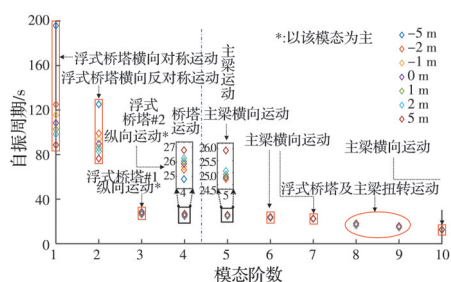 *:以该模态为主
-5 m
-2 m
-1 m
0 m
1 m
2 m
5 m
自振周期/s
200
160
120
80
40
0
浮式桥塔横向对称运动
浮式桥塔横向反对称运动
主梁运动
浮式
桥塔#2
纵向运动*
桥塔
运动
主梁横向运动
浮式桥塔#1
纵向运动*
27
26
25
4
26.0
25.5
25.0
24.5
5
主梁横向运动
主梁横向运动
浮式桥塔及主梁扭转运动
1
2
3
4
5
6
7
8
9
10
模态阶数